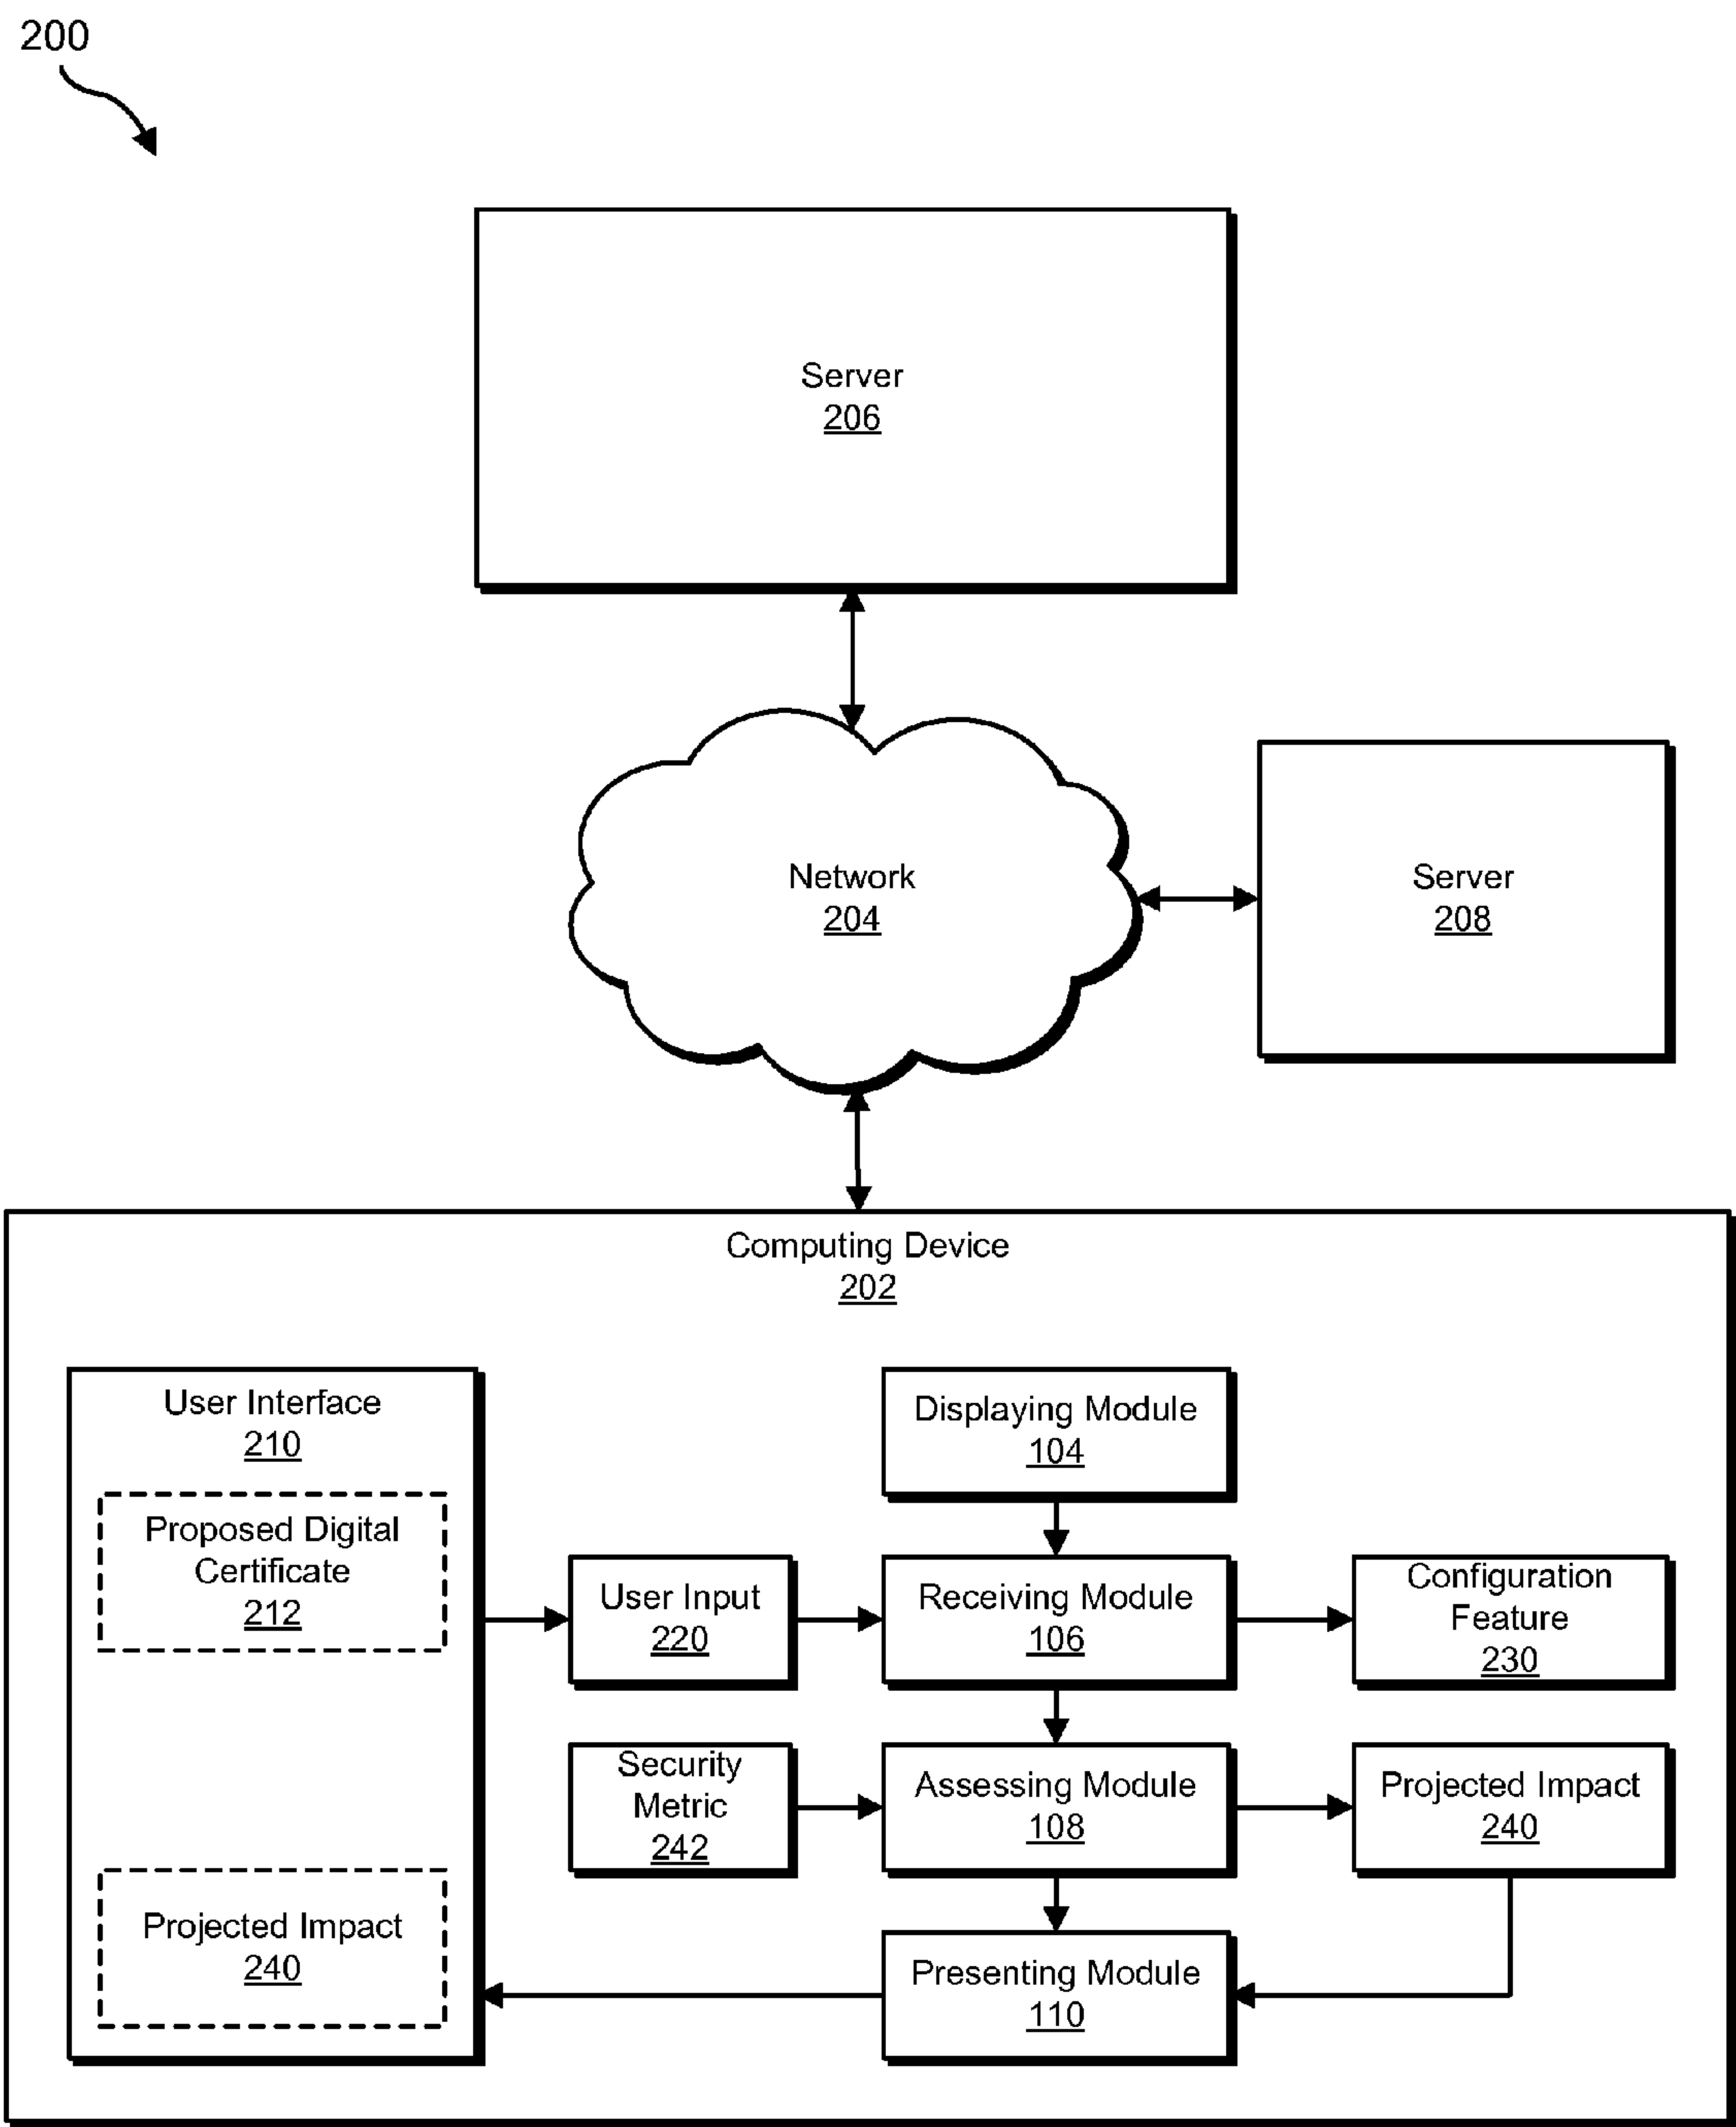 200
Server
206
Network
204
Server
208
Computing Device
202
User Interface
210
Proposed Digital
Certificate
212
Projected Impact
240
User Input
220
Security
Metric
242
Displaying Module
104
Receiving Module
106
Assessing Module
108
Presenting Module
110
Configuration
Feature
230
Projected Impact
240